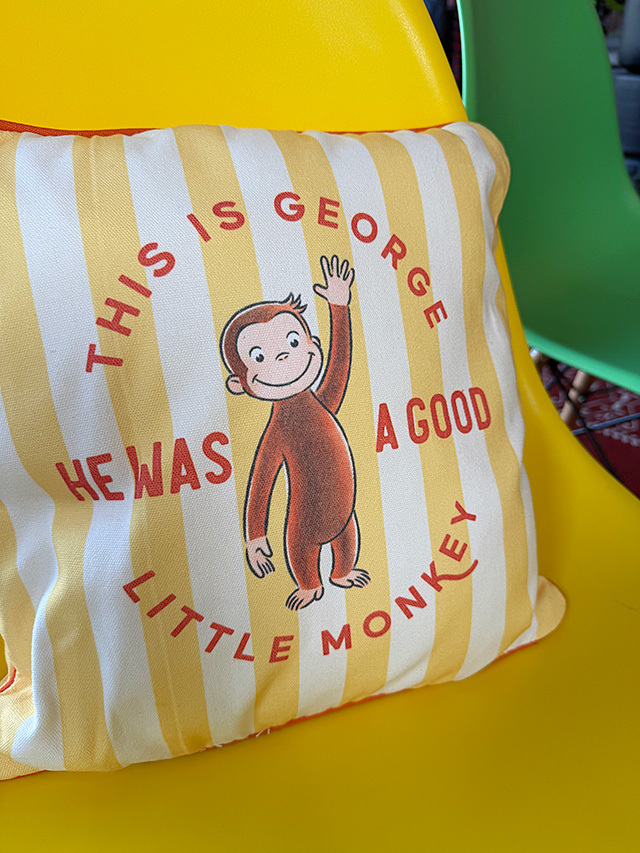 THIS IS GEORGE
HE WAS A GOOD
LITTLE MONKEY